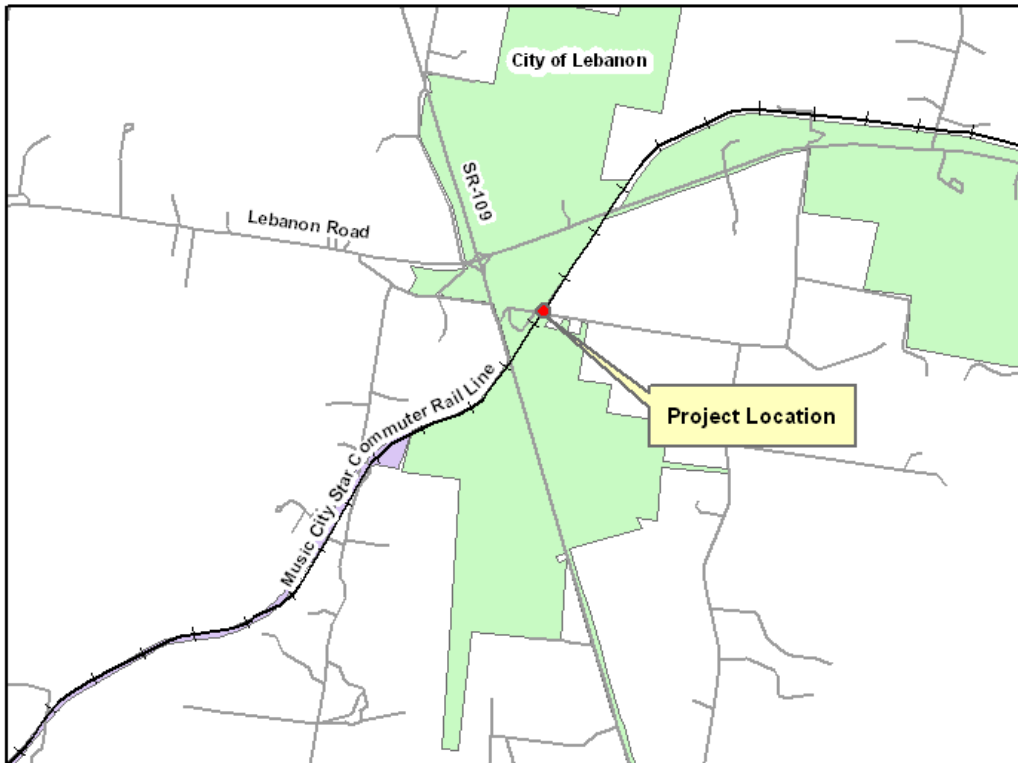 City of Lebanon
SR-109
Lebanon Road
Project Location
Music City Star Commuter Rail Line